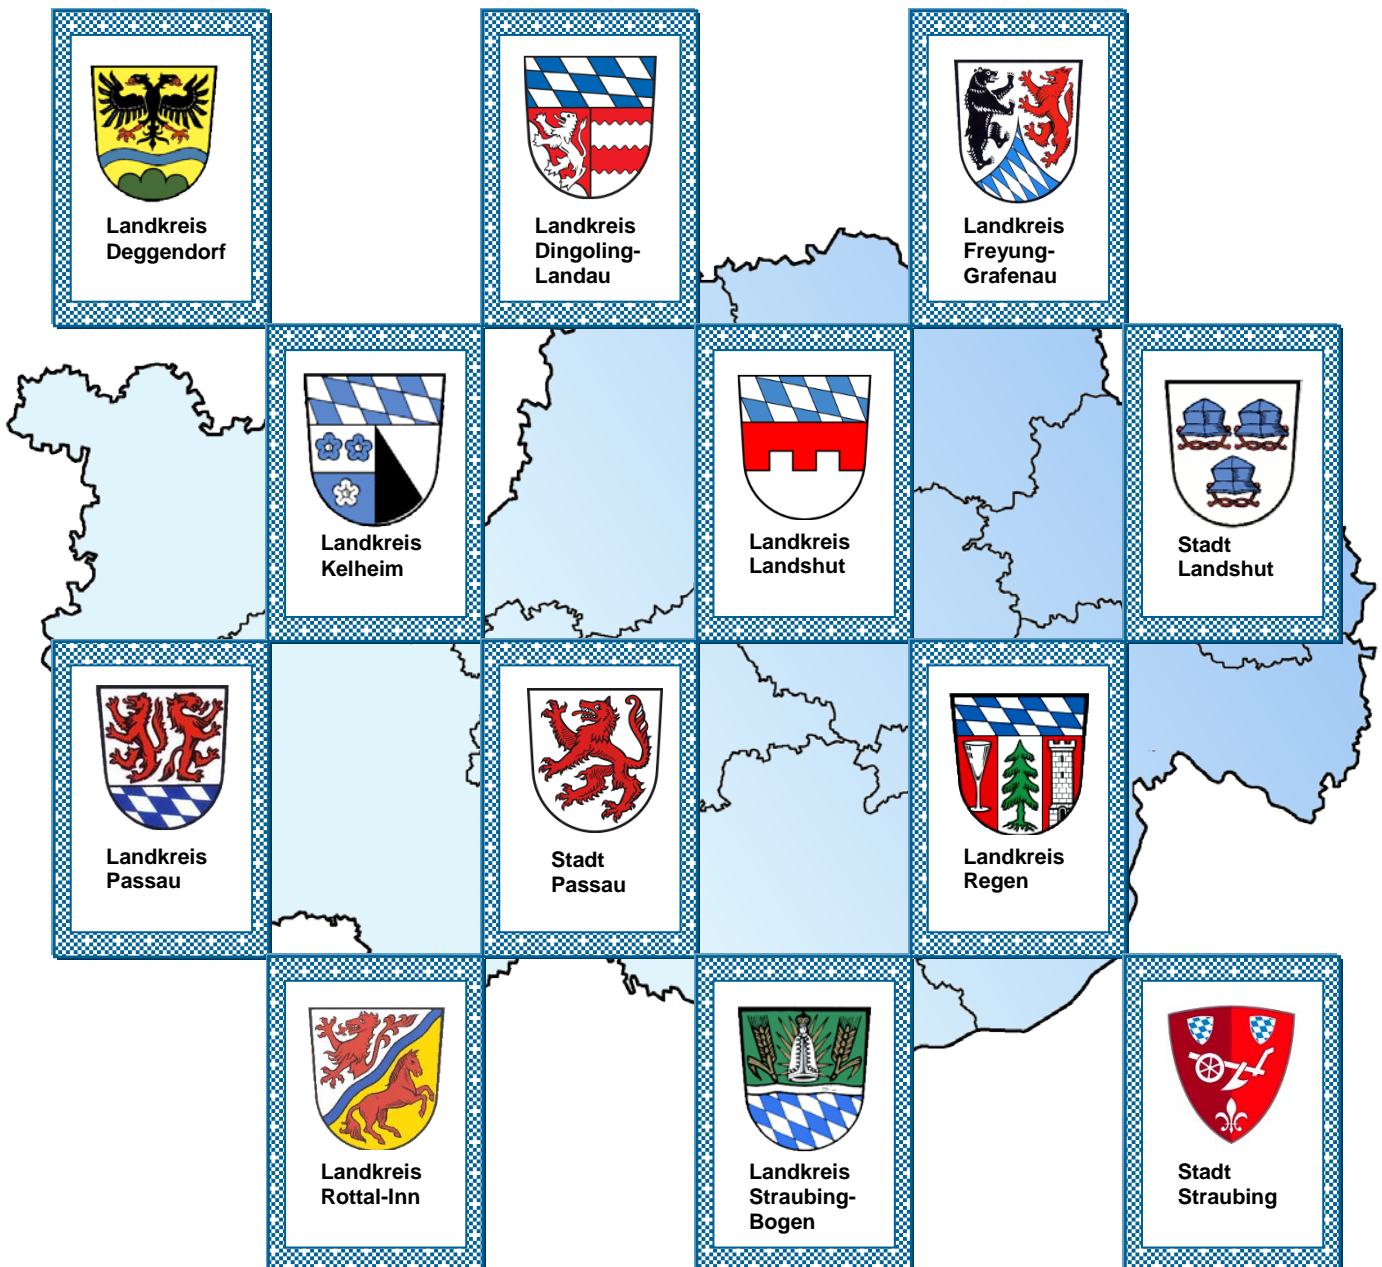 Landkreis
Deggendorf
Landkreis
Dingoling-
Landau
Landkreis
Freyung-
Grafenau
Landkreis
Kelheim
Landkreis
Landshut
Stadt
Landshut
Landkreis
Passau
Stadt
Passau
Landkreis
Regen
Landkreis
Rottal-Inn
Landkreis
Straubing-
Bogen
Stadt
Straubing